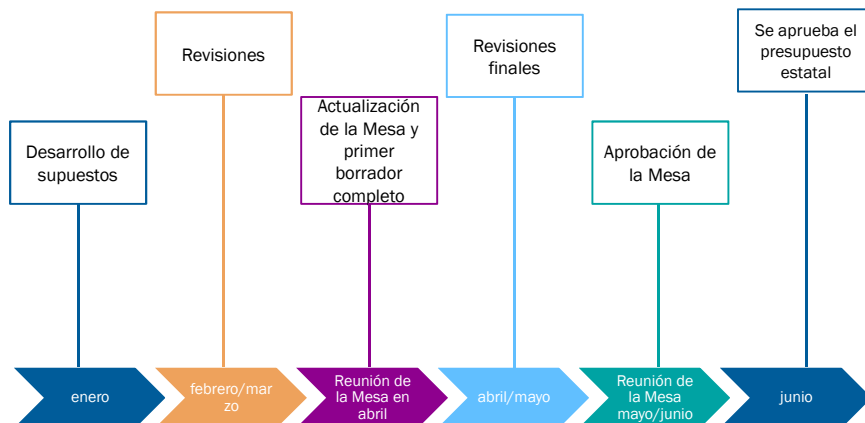 Se aprueba el
presupuesto
estatal
Revisiones
Revisiones
finales
Actualización
de la Mesa y
primer
borrador
completo
Desarrollo de
supuestos
Aprobación de
la Mesa
enero
febrero/mar
zo
Reunión de
la Mesa en
abril
abril/mayo
Reunión de
la Mesa
mayo/junio
junio